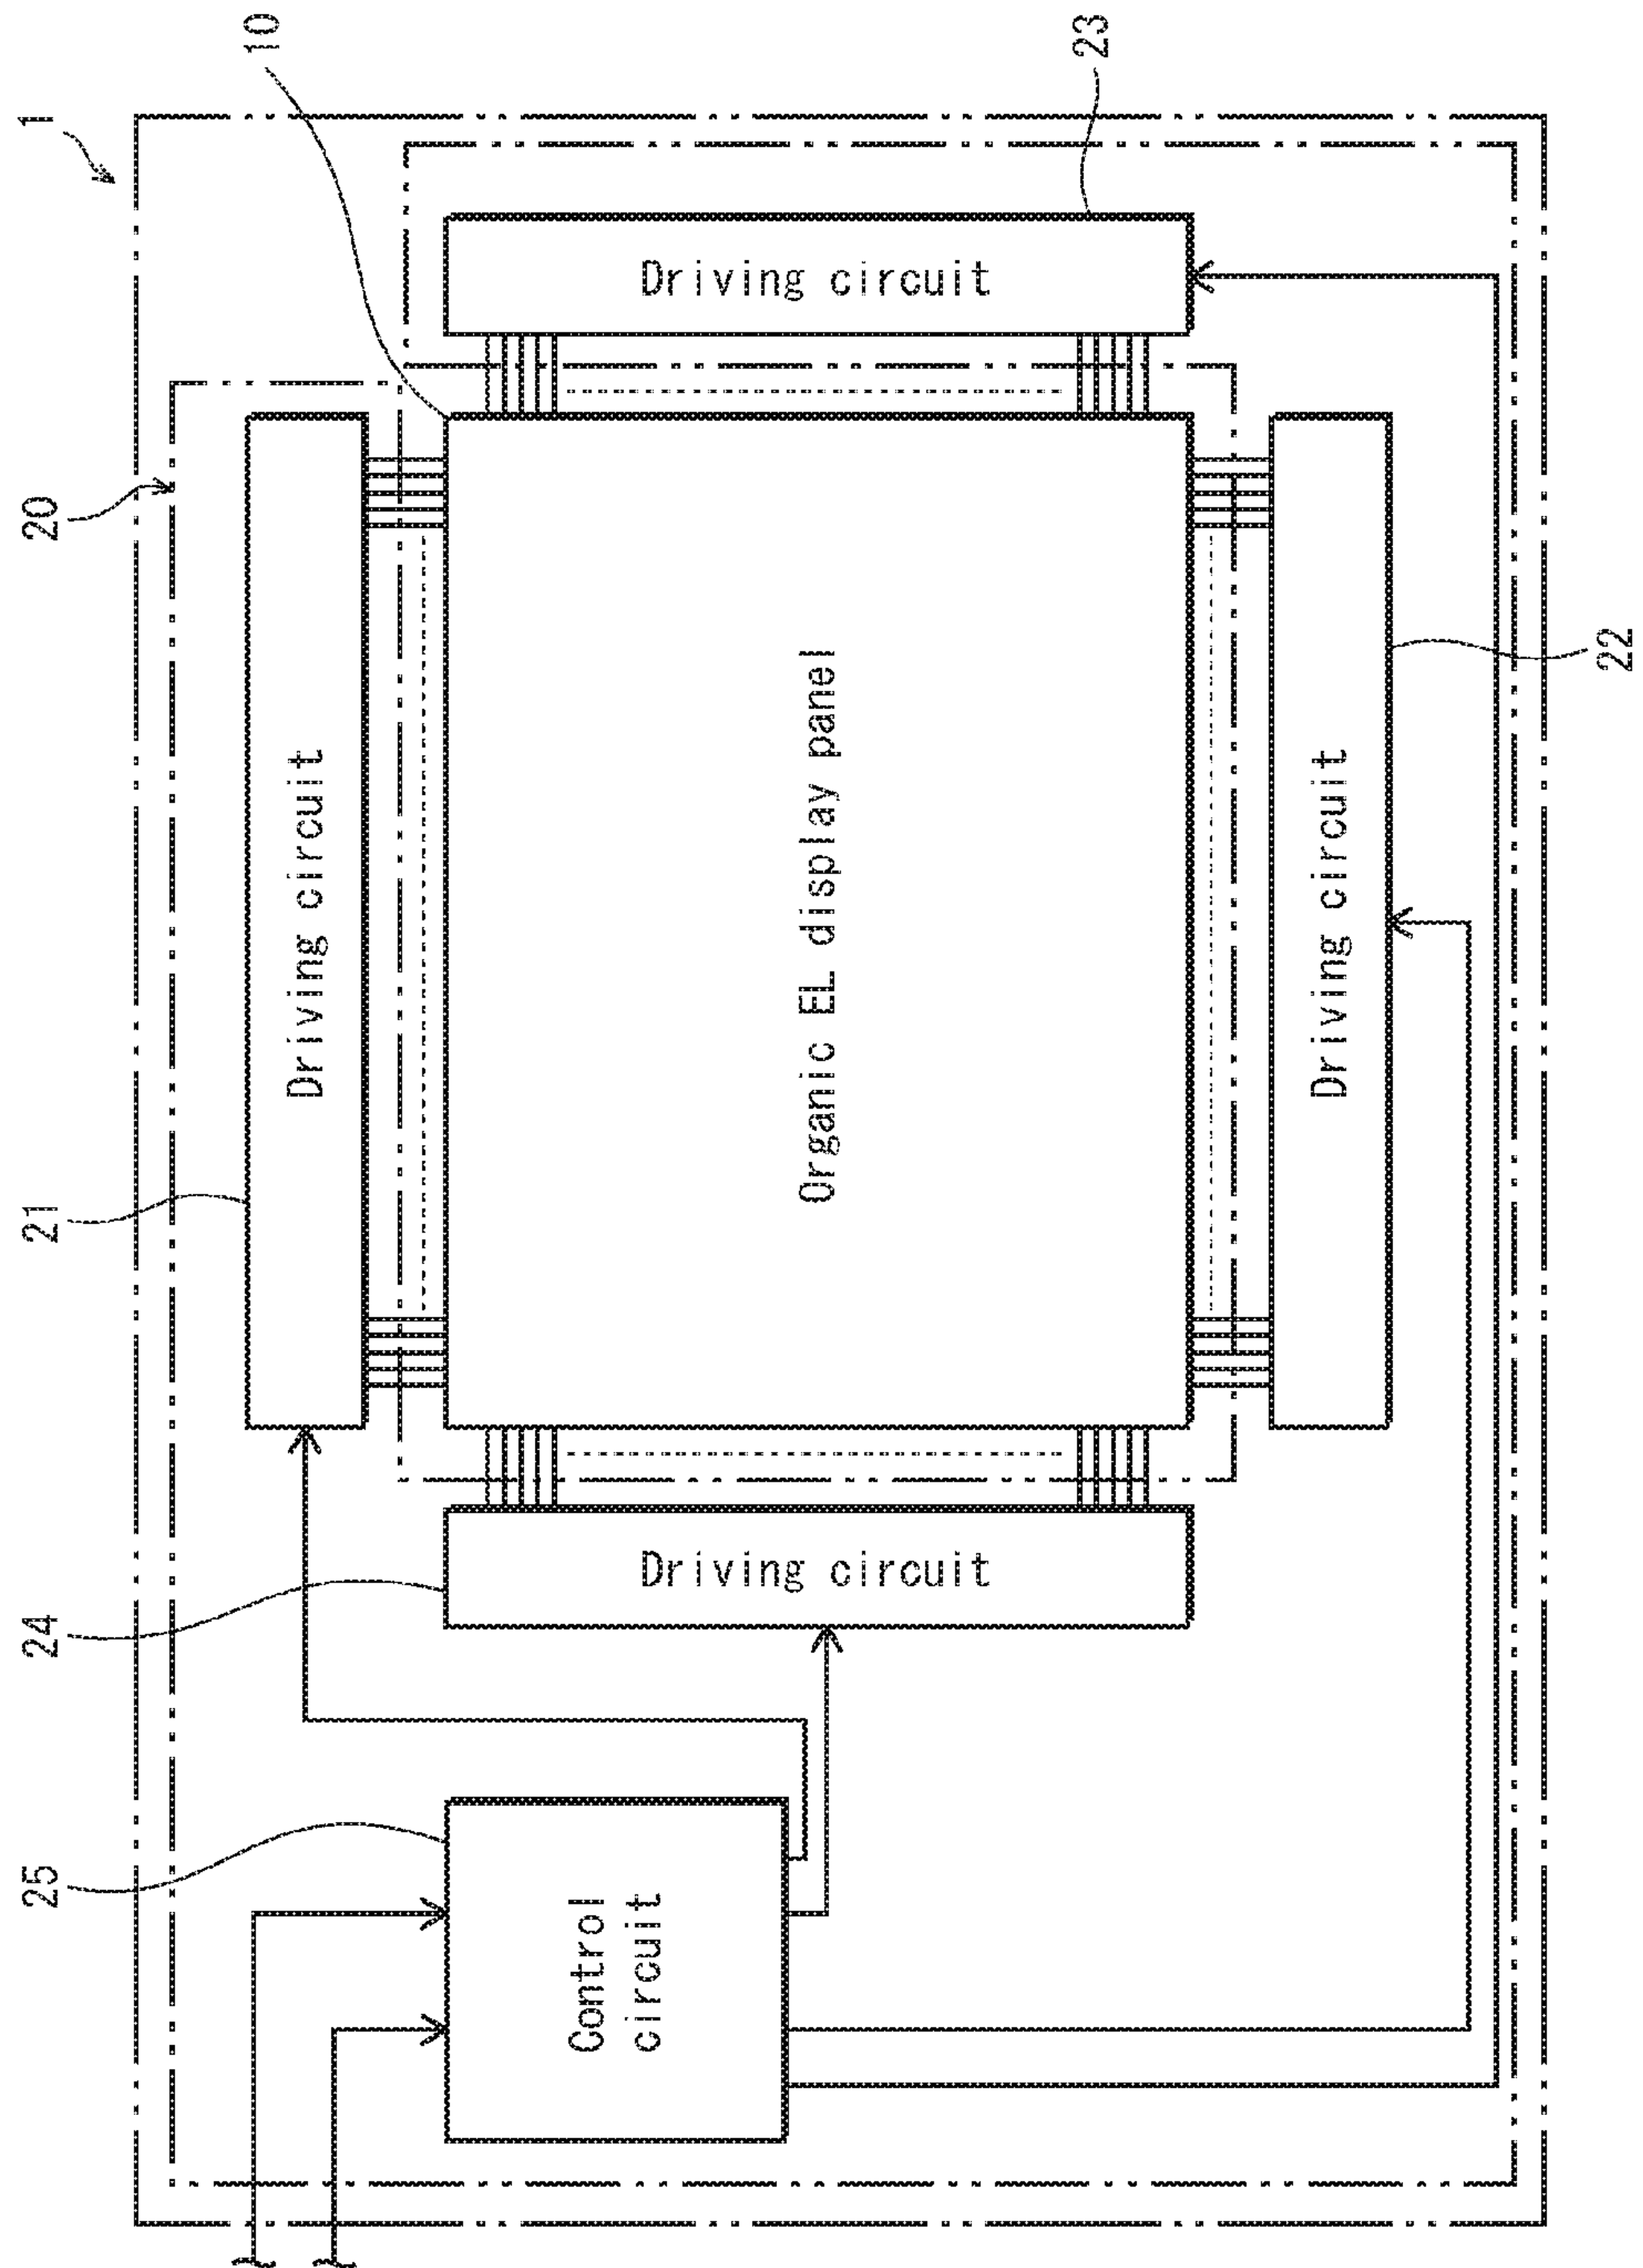 1
20
21
24
25
10
23
22
Driving circuit
Driving circuit
Organic EL display panel
Driving circuit
Driving circuit
Control
circuit